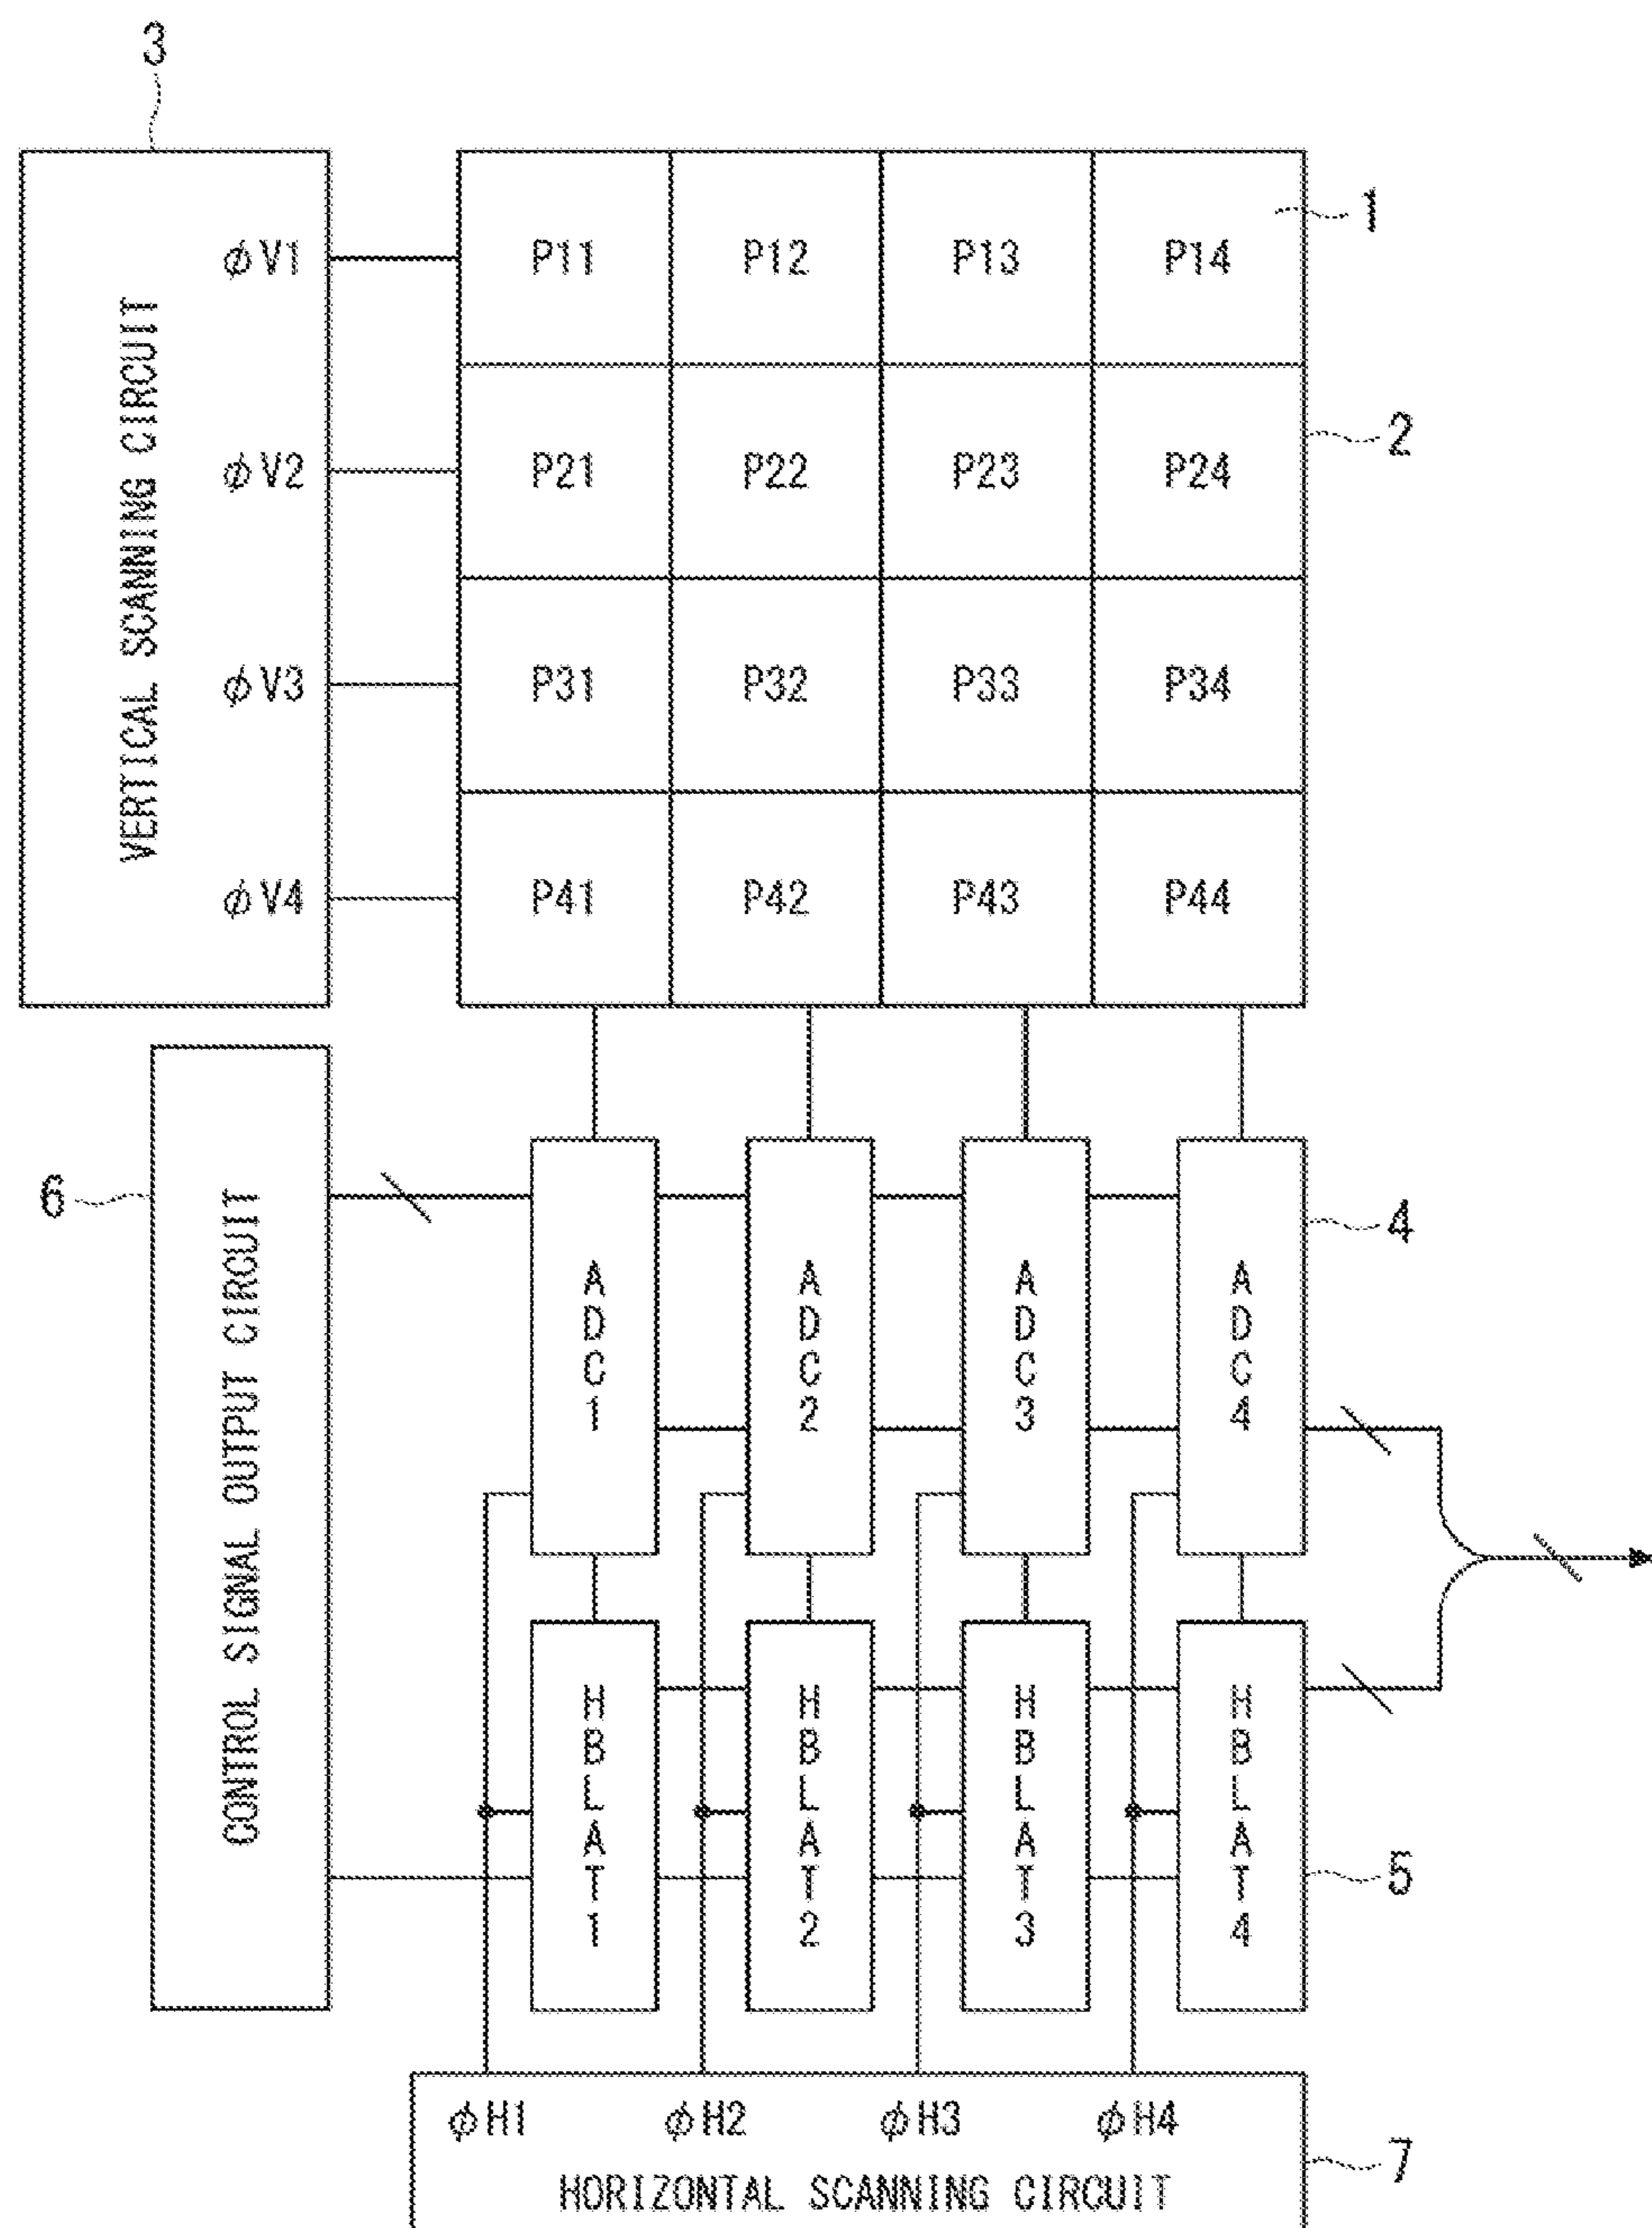 3
VERTICAL SCANNING CIRCUIT
φV1
φV2
φV3
φV4
P11 P12 P13 P14
1
P21 P22 P23 P24
2
P31 P32 P33 P34
P41 P42 P43 P44
6
CONTROL SIGNAL OUTPUT CIRCUIT
ADC1
ADC2
ADC3
ADC4
4
HBLAT1
HBLAT2
HBLAT3
HBLAT4
5
φH1 φH2 φH3 φH4
HORIZONTAL SCANNING CIRCUIT
7